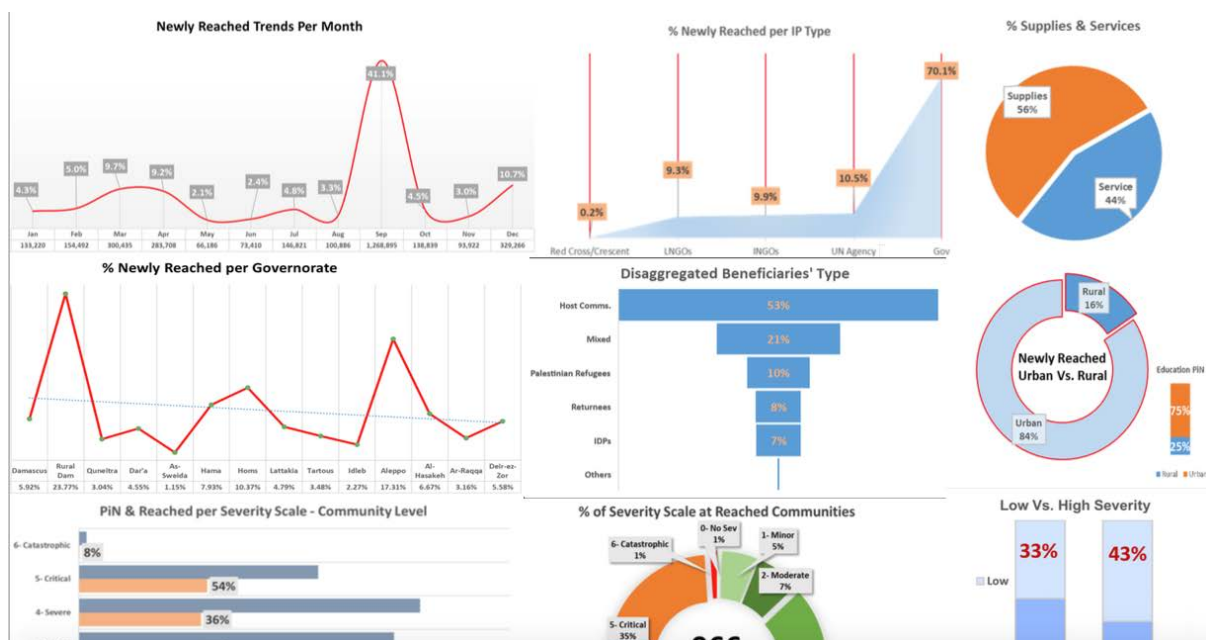 Newly Reached Trends Per Month
4.3%
5.0%
9.7%
9.2%
2.1%
2.4%
4.8%
3.3%
41.1%
4.5%
3.0%
10.7%
Jan Feb Mar Apr May Jun Jul Aug Sep Oct Nov Dec
133,220 154,492 300,435 283,708 66,186 73,410 146,821 100,886 1,268,895 138,839 93,922 329,266
% Newly Reached per IP Type
0.2%
9.3%
9.9%
10.5%
70.1%
Red Cross/Crescent LNGOs INGOs UN Agency Gov
% Supplies & Services
Supplies
56%
Service
44%
% Newly Reached per Governorate
Damascus Rural Dam Quneitra Dar'a As-Sweida Hama Homs Lattakia Tartous Idleb Aleppo Al-Hasakeh Ar-Raqqa Deir-ez-Zor
5.92% 23.77% 3.04% 4.55% 1.15% 7.93% 10.37% 4.79% 3.48% 2.27% 17.31% 6.67% 3.16% 5.58%
Disaggregated Beneficiaries' Type
Host Comms. 53%
Mixed 21%
Palestinian Refugees 10%
Returnees 8%
IDPs 7%
Others
Rural
16%
Newly Reached
Urban Vs. Rural
Urban
84%
Education PiN
75%
25%
Rural Urban
PiN & Reached per Severity Scale - Community Level
6- Catastrophic 8%
5- Critical 54%
4- Severe 36%
% of Severity Scale at Reached Communities
0- No Sev
1%
1- Minor
5%
6- Catastrophic
1%
2- Moderate
7%
5- Critical
35%
Low Vs. High Severity
33% 43%
Low